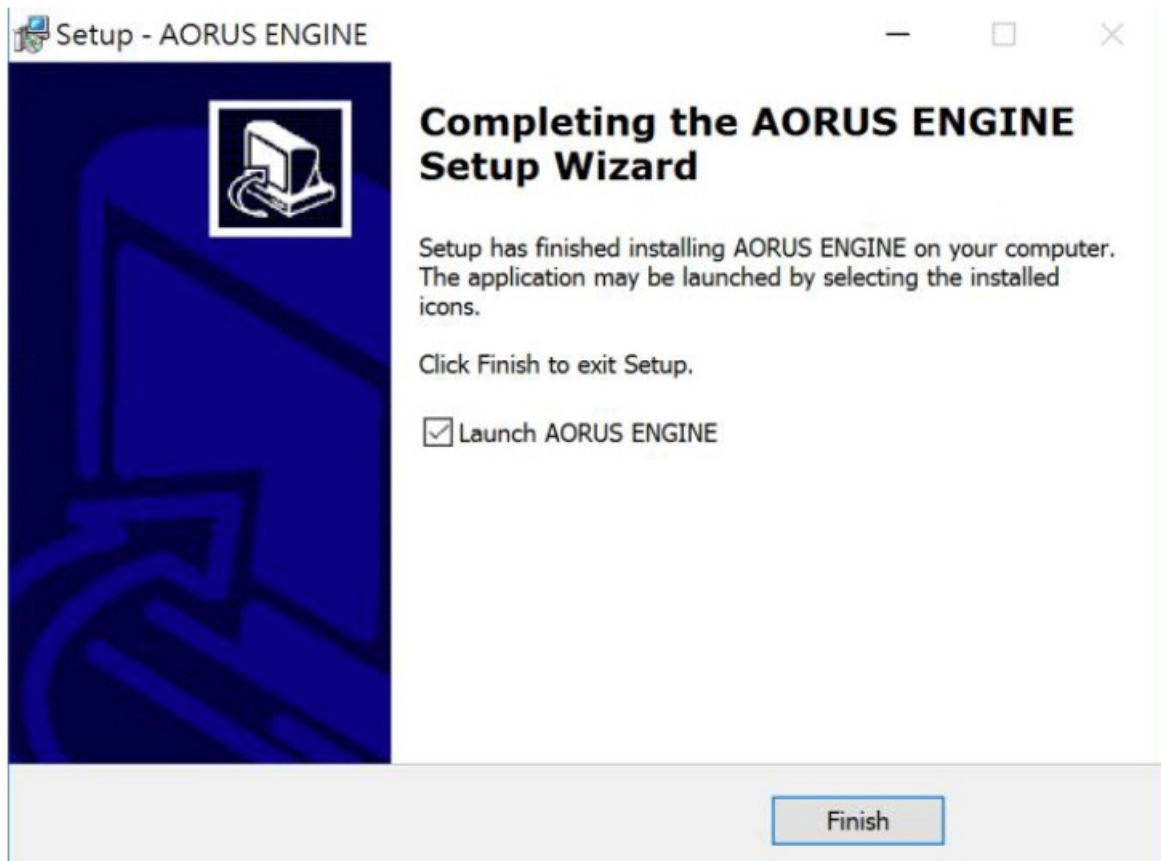 Setup - AORUS ENGINE
Completing the AORUS ENGINE
Setup Wizard
Setup has finished installing AORUS ENGINE on your computer.
The application may be launched by selecting the installed
icons.
Click Finish to exit Setup.
Launch AORUS ENGINE
Finish